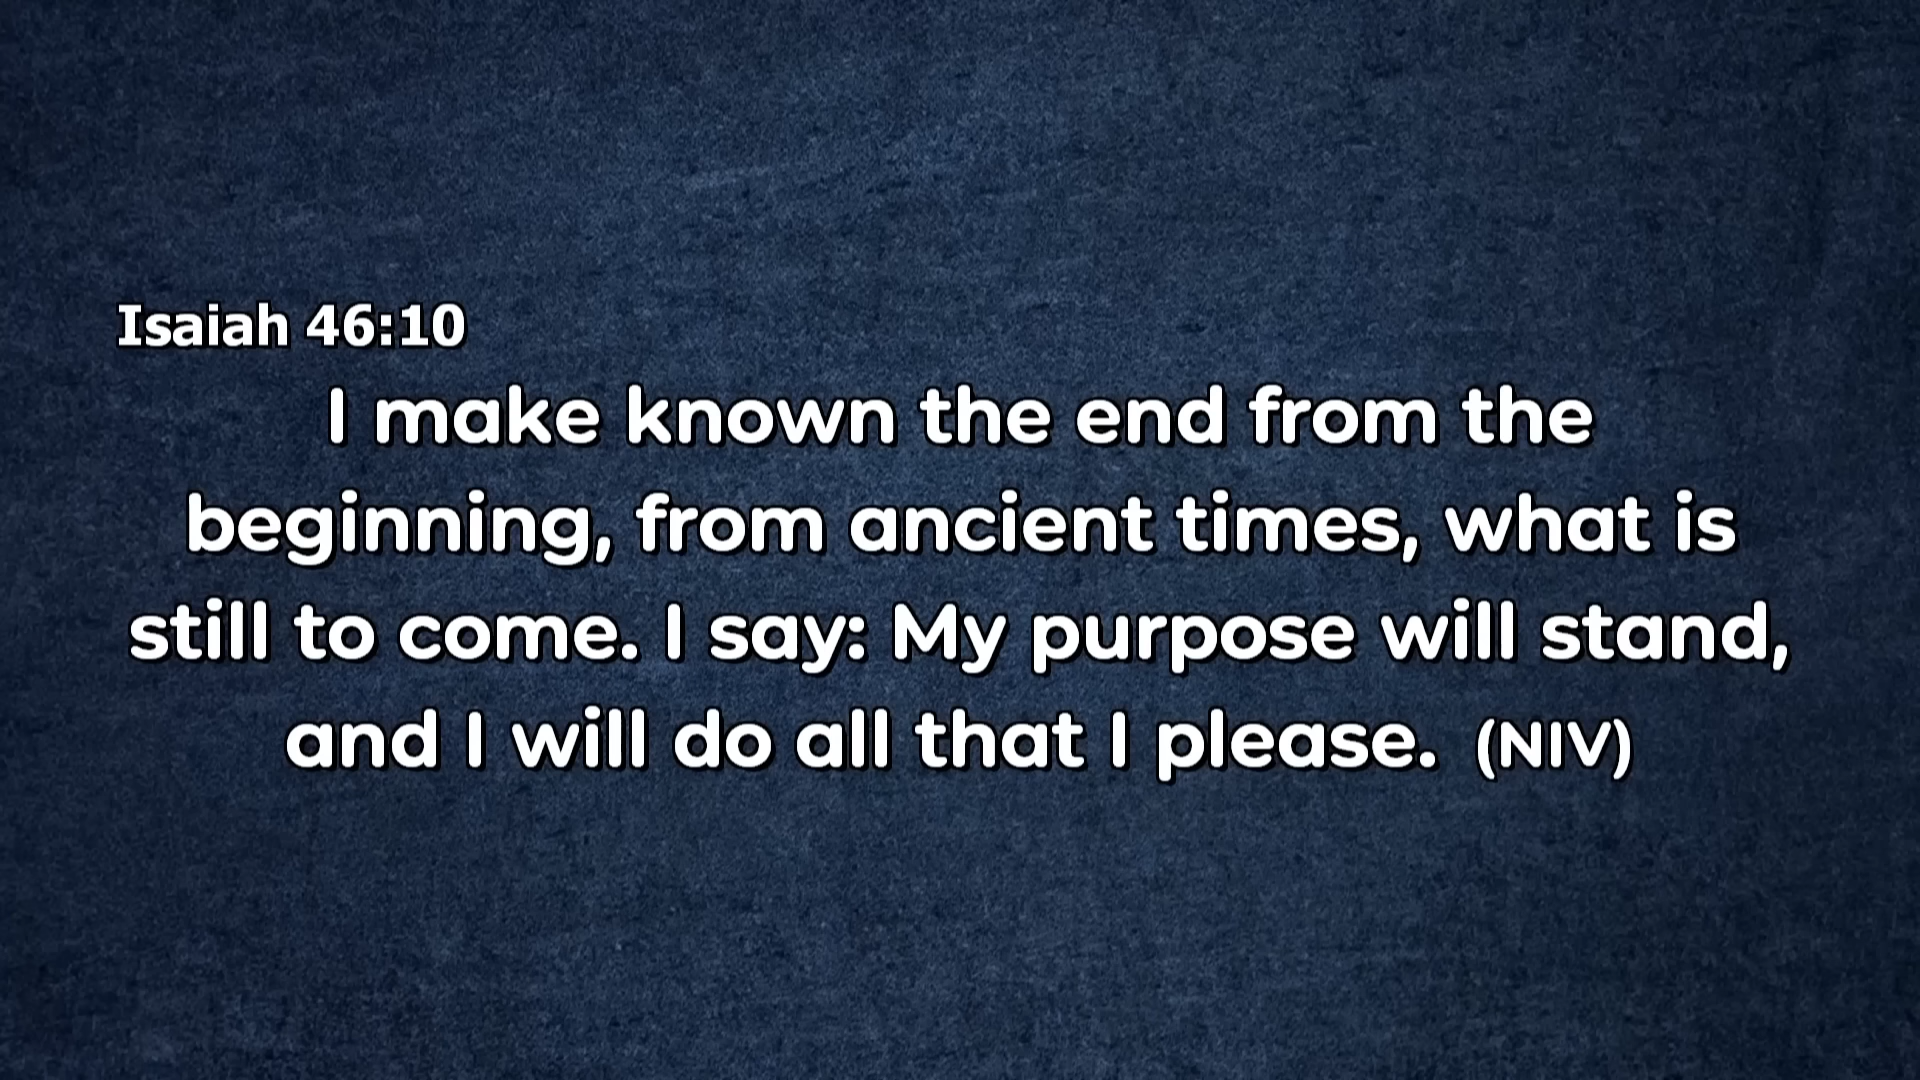 Isaiah 46:10
I make known the end from the
beginning, from ancient times, what is
still to come. I say: My purpose will stand,
and I will do all that I please. (NIV)